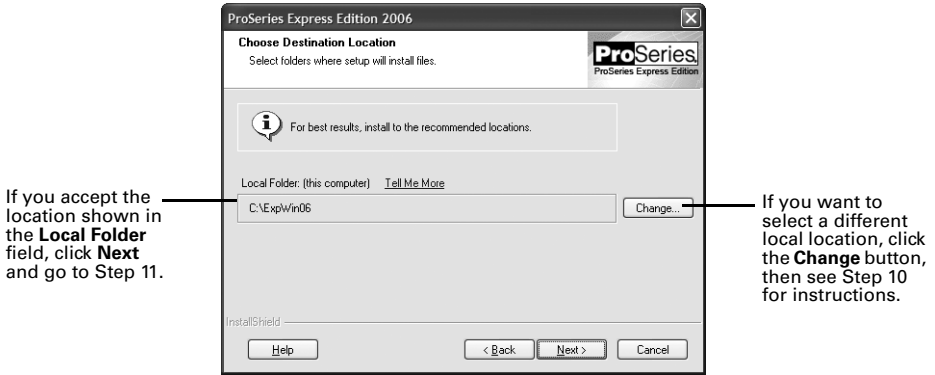 ProSeries Express Edition 2006
Choose Destination Location
Select folders where setup will install files.
ProSeries
ProSeries Express Edition
For best results, install to the recommended locations.
Local Folder: (this computer) Tell Me More
C:\ExpWin06
Change...
If you accept the
location shown in
the Local Folder
field, click Next
and go to Step 11.
If you want to
select a different
local location, click
the Change button,
then see Step 10
for instructions.
InstallShield
Help
< Back
Next >
Cancel